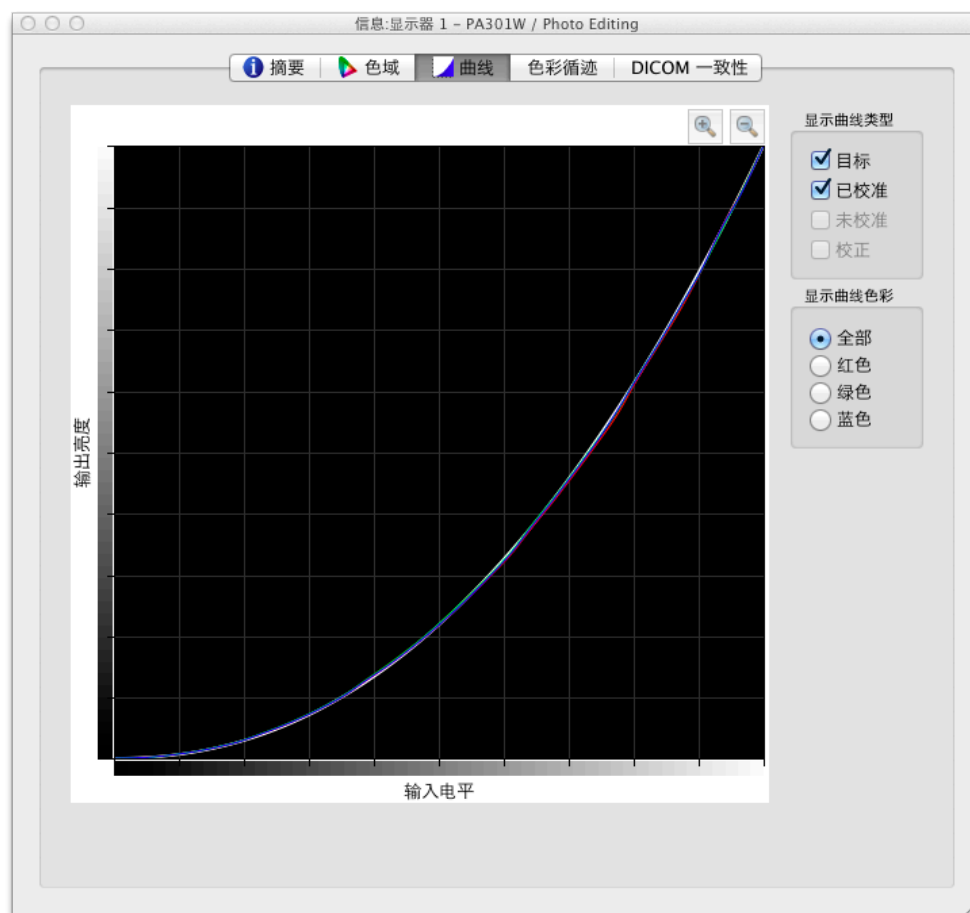 信息:显示器 1 – PA301W / Photo Editing
摘要 色域 曲线 色彩循迹 DICOM 一致性
显示曲线类型
目标
已校准
未校准
校正
显示曲线色彩
全部
红色
绿色
蓝色
输出亮度
输入电平